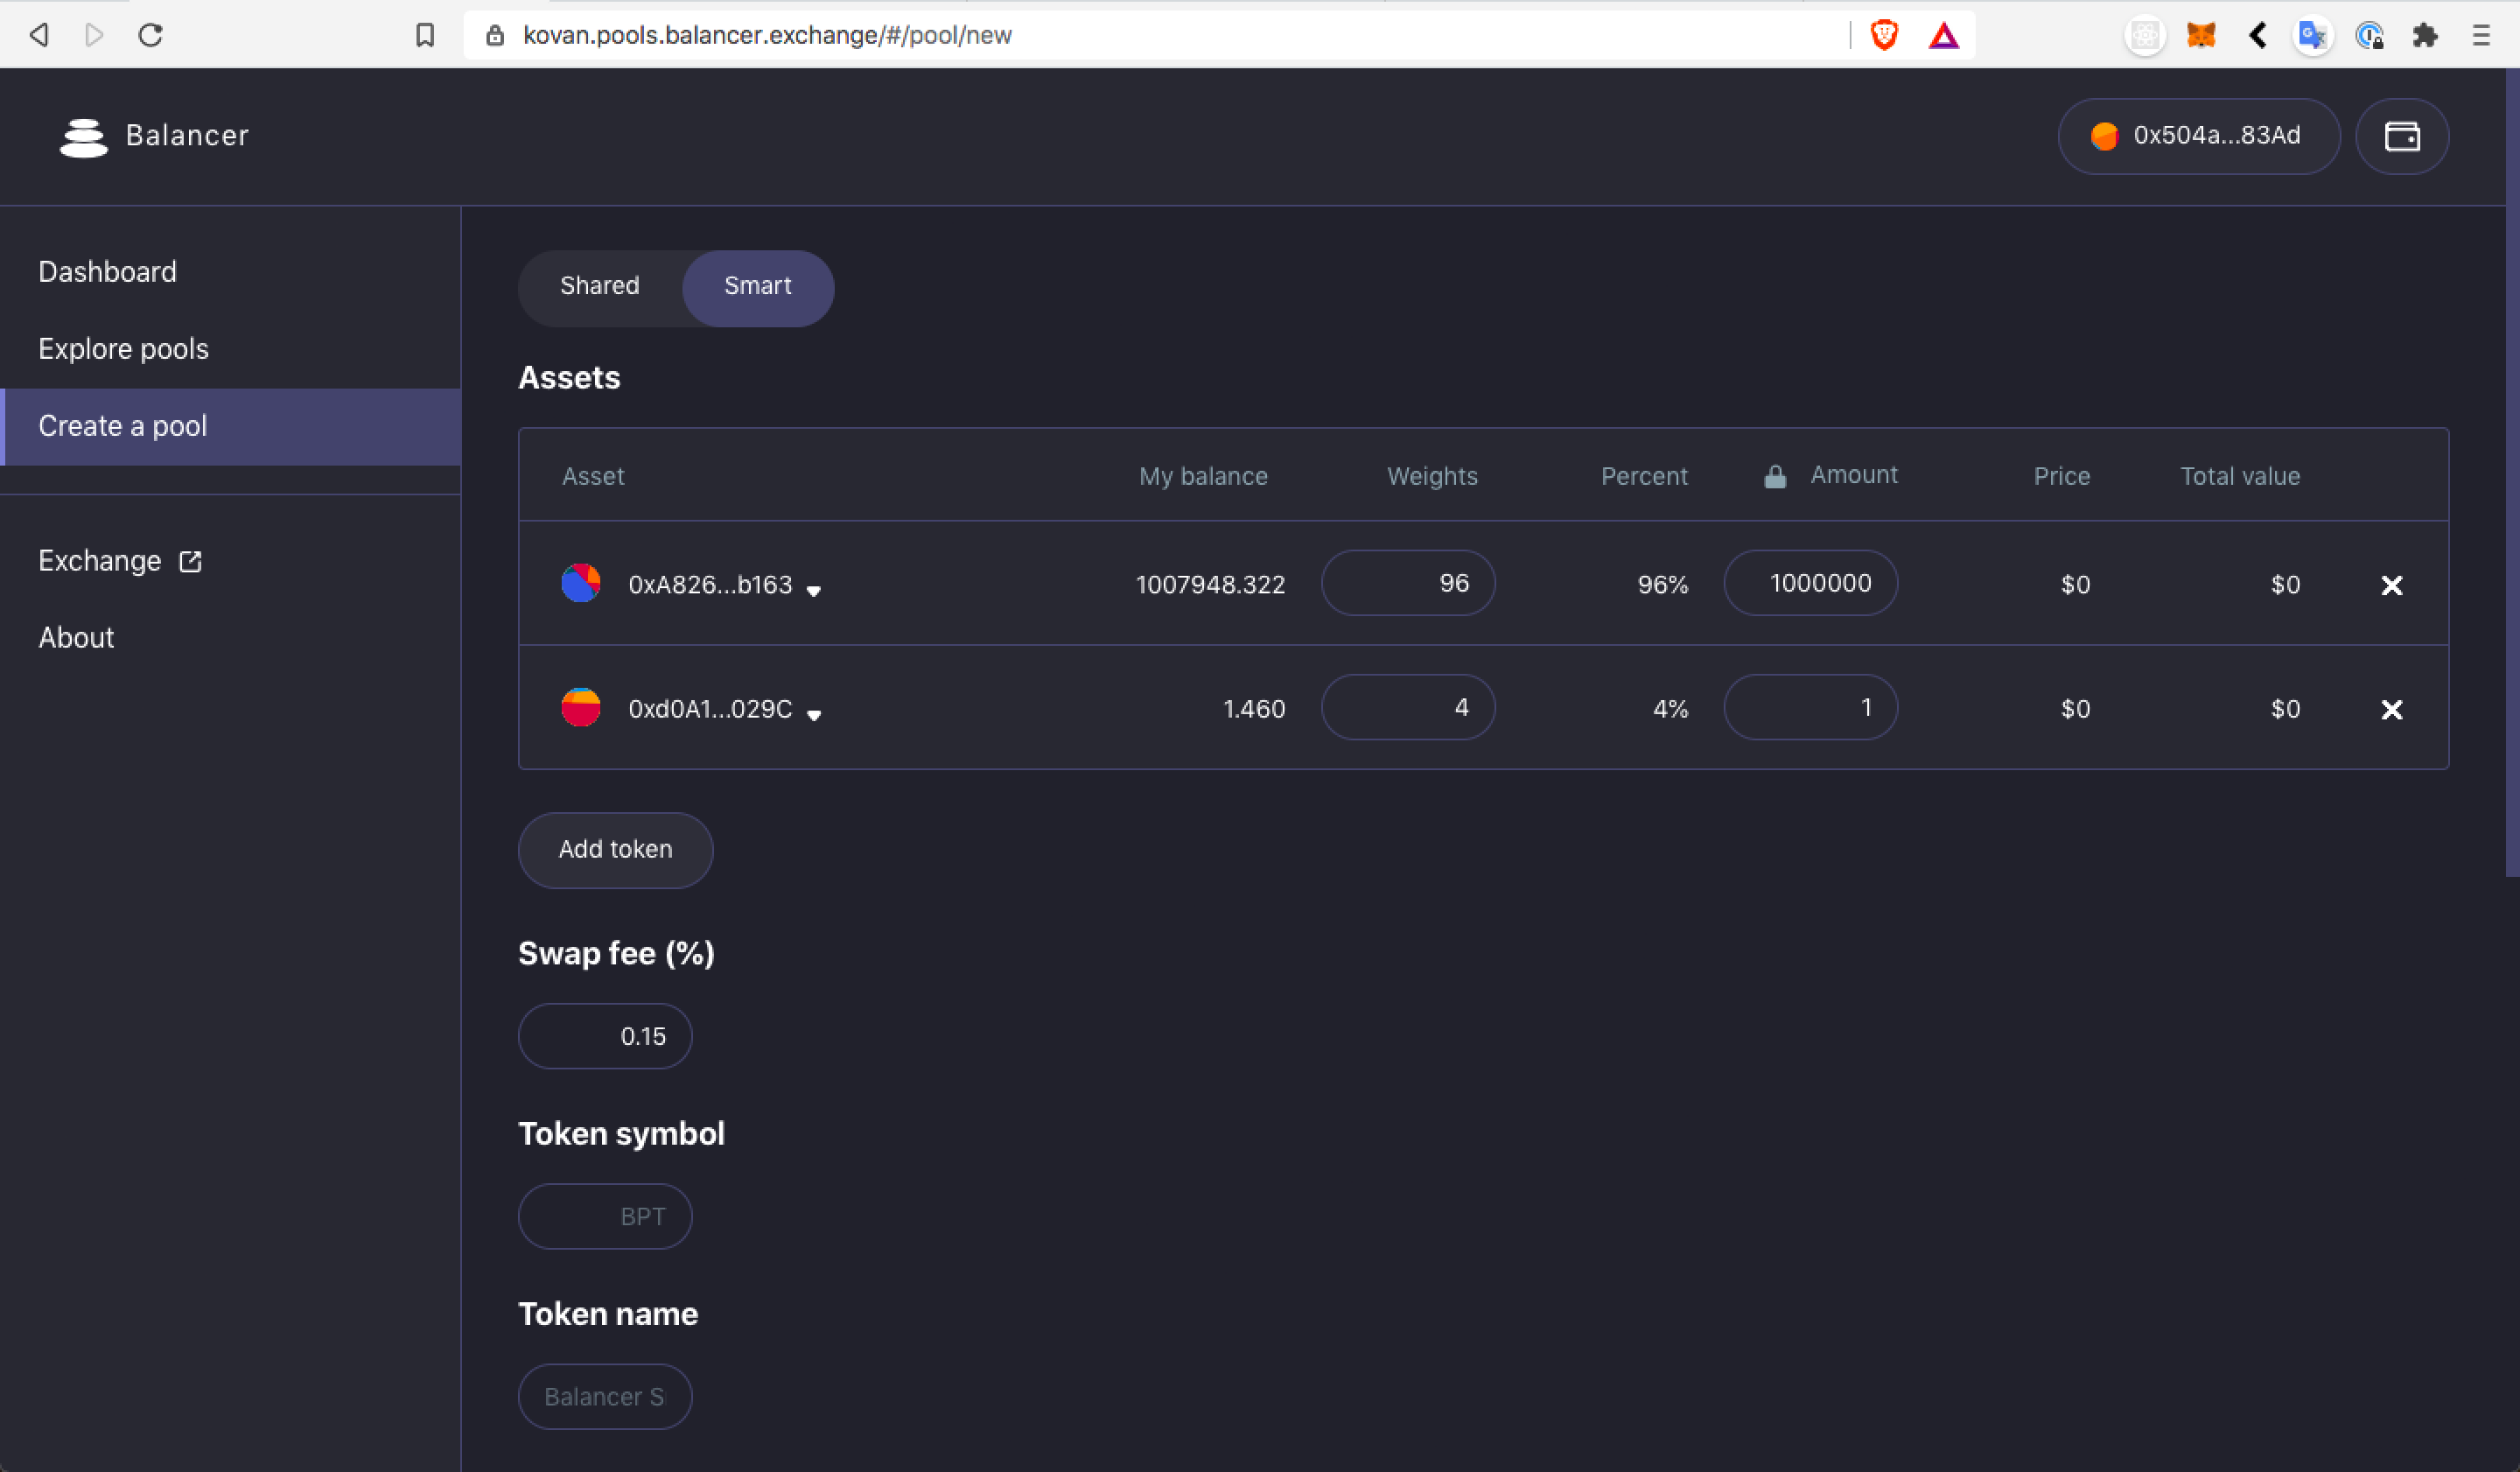 kovan.pools.balancer.exchange/#/pool/new
Balancer
0x504a...83Ad
Dashboard
Explore pools
Create a pool
Exchange
About
Shared Smart
Assets
Asset My balance Weights Percent Amount Price Total value
0xA826...b163 1007948.322 96 96% 1000000 $0 $0
0xd0A1...029C 1.460 4 4% 1 $0 $0
Add token
Swap fee (%)
0.15
Token symbol
BPT
Token name
Balancer S